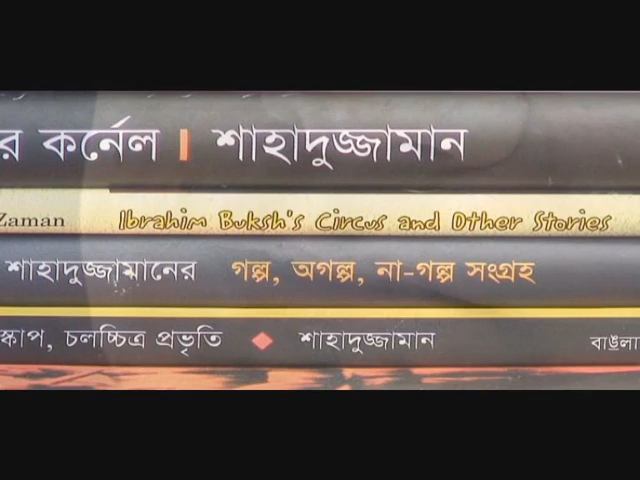 র কর্নেল | শাহাদুজ্জামান
Zaman Ibrahim Buksh's Circus and Other Stories
শাহাদুজ্জামানের গল্প, অগল্প, না-গল্প সংগ্রহ
স্কাপ, চলচ্চিত্র প্রভৃতি শাহাদুজ্জামান বাঙলা